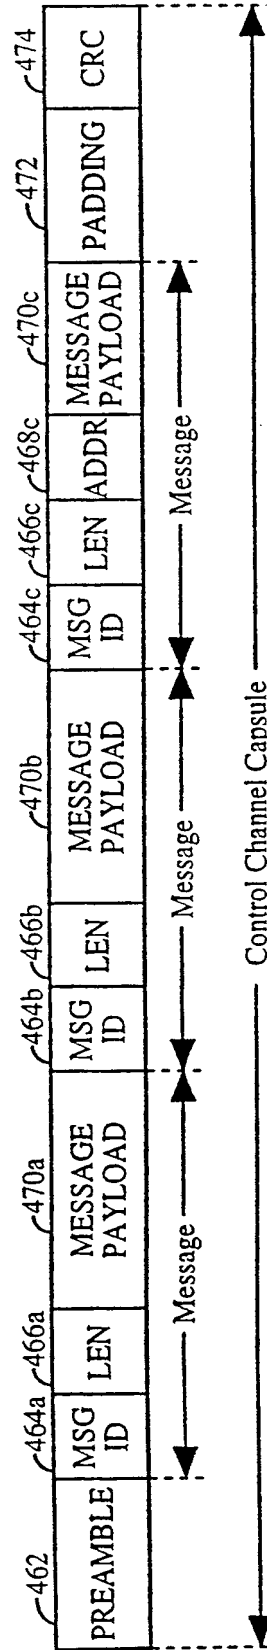 462 464a 466a 470a 464b 466b 470b 464c 466c 468c 470c 472 474
PREAMBLE
MSG
ID
LEN
MESSAGE
PAYLOAD
MSG
ID
LEN
MESSAGE
PAYLOAD
MSG
ID
LEN
ADDR
MESSAGE
PAYLOAD
PADDING
CRC
Message
Message
Message
Control Channel Capsule